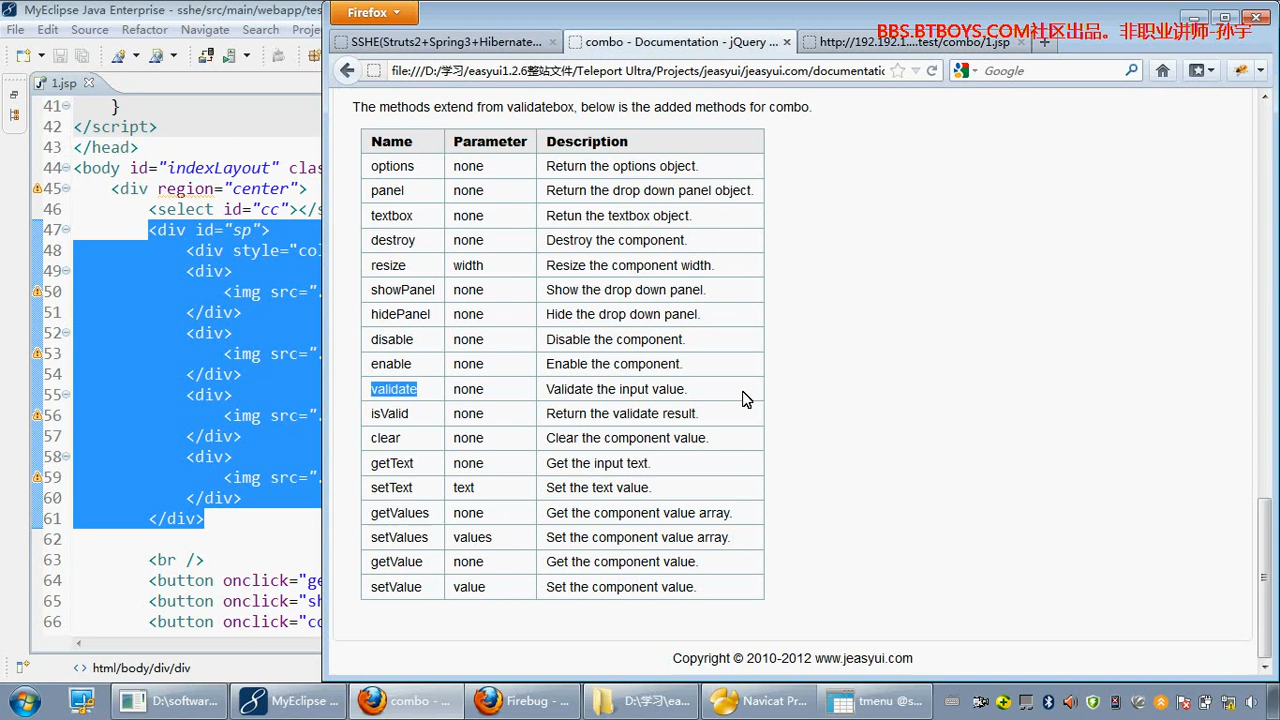 MyEclipse Java Enterprise - sshe/src/main/webapp/tes
File Edit Source Refactor Navigate Search Project
1.jsp
41 }
42 </script>
43 </head>
44 <body id="indexLayout" clas
45 <div region="center">
46 <select id="cc"></s
47 <div id="sp">
48 <div style="col
49 <div>
50 <img src=".
51 </div>
52 <div>
53 <img src=".
54 </div>
55 <div>
56 <img src=".
57 </div>
58 <div>
59 <img src=".
60 </div>
61 </div>
62
63 <br />
64 <button onclick="ge
65 <button onclick="sh
66 <button onclick="co
html/body/div/div
Firefox
BBS.BTBOYS.COM社区出品。非职业讲师-孙宇
SSHE(Struts2+Spring3+Hibernate...
combo - Documentation - jQuery ...
http://192.192.1....test/combo/1.jsp
file:///D:/学习/easyui1.2.6整站文件/Teleport Ultra/Projects/jeasyui/jeasyui.com/documentatic
Google
The methods extend from validatebox, below is the added methods for combo.
Name Parameter Description
options none Return the options object.
panel none Return the drop down panel object.
textbox none Retun the textbox object.
destroy none Destroy the component.
resize width Resize the component width.
showPanel none Show the drop down panel.
hidePanel none Hide the drop down panel.
disable none Disable the component.
enable none Enable the component.
validate none Validate the input value.
isValid none Return the validate result.
clear none Clear the component value.
getText none Get the input text.
setText text Set the text value.
getValues none Get the component value array.
setValues values Set the component value array.
getValue none Get the component value.
setValue value Set the component value.
Copyright © 2010-2012 www.jeasyui.com
D:\software... MyEclipse ... combo - ... Firebug - ... D:\学习\ea... Navicat Pr... tmenu @s...